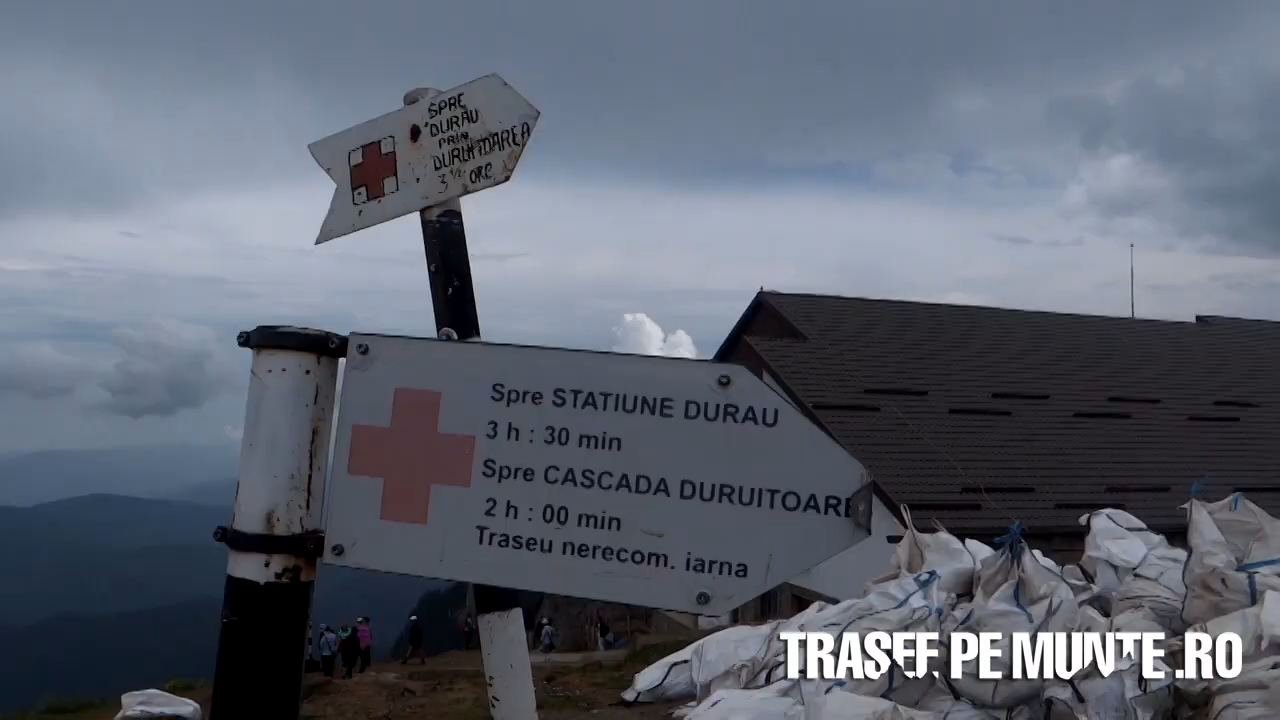 SPRE
DURĂU
PRIN
DURUITOAREA
3 1/2 ORE
Spre STATIUNE DURAU
3 h : 30 min
Spre CASCADA DURUITOARE
2 h : 00 min
Traseu nerecom. iarna
TRASEE PE MUNTE.RO